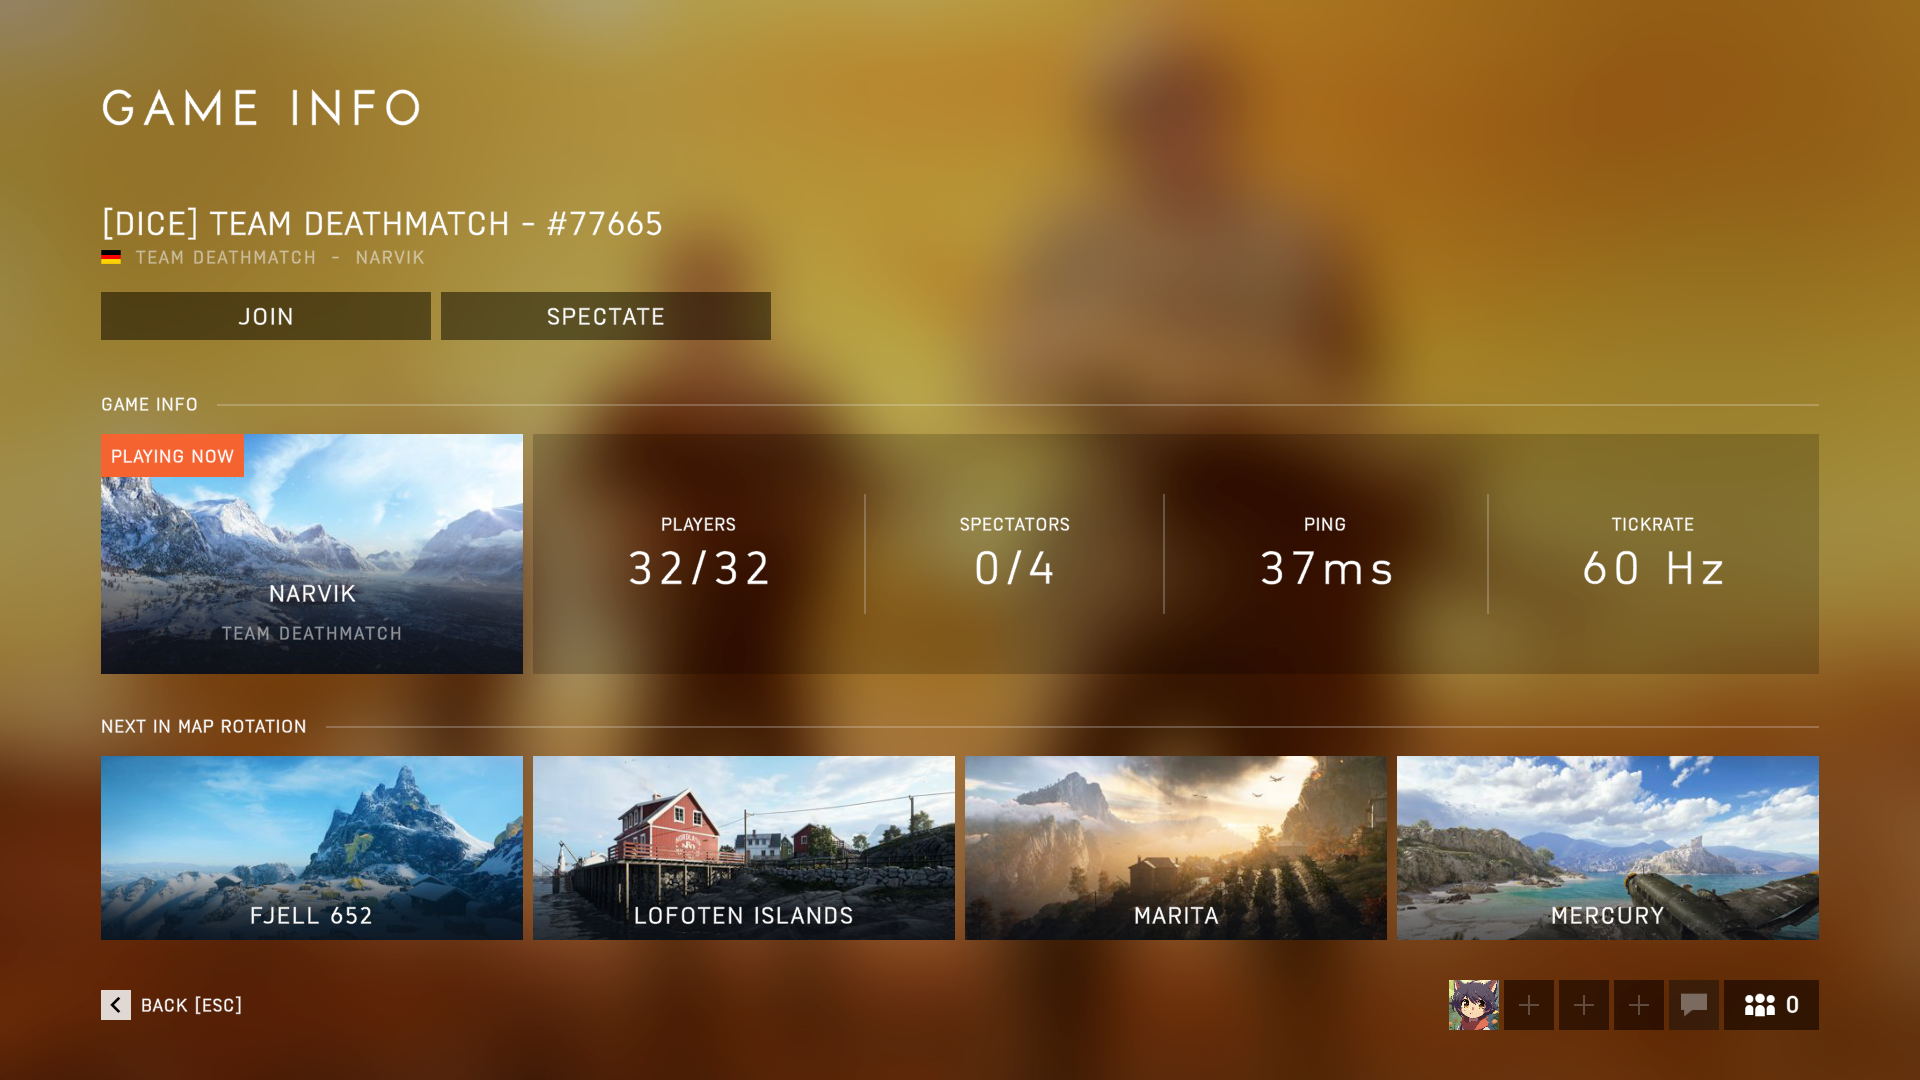 GAME INFO
[DICE] TEAM DEATHMATCH - #77665
TEAM DEATHMATCH - NARVIK
JOIN
SPECTATE
GAME INFO
PLAYING NOW
NARVIK
TEAM DEATHMATCH
PLAYERS
32/32
SPECTATORS
0/4
PING
37ms
TICKRATE
60 Hz
NEXT IN MAP ROTATION
FJELL 652
LOFOTEN ISLANDS
MARITA
MERCURY
BACK [ESC]
0